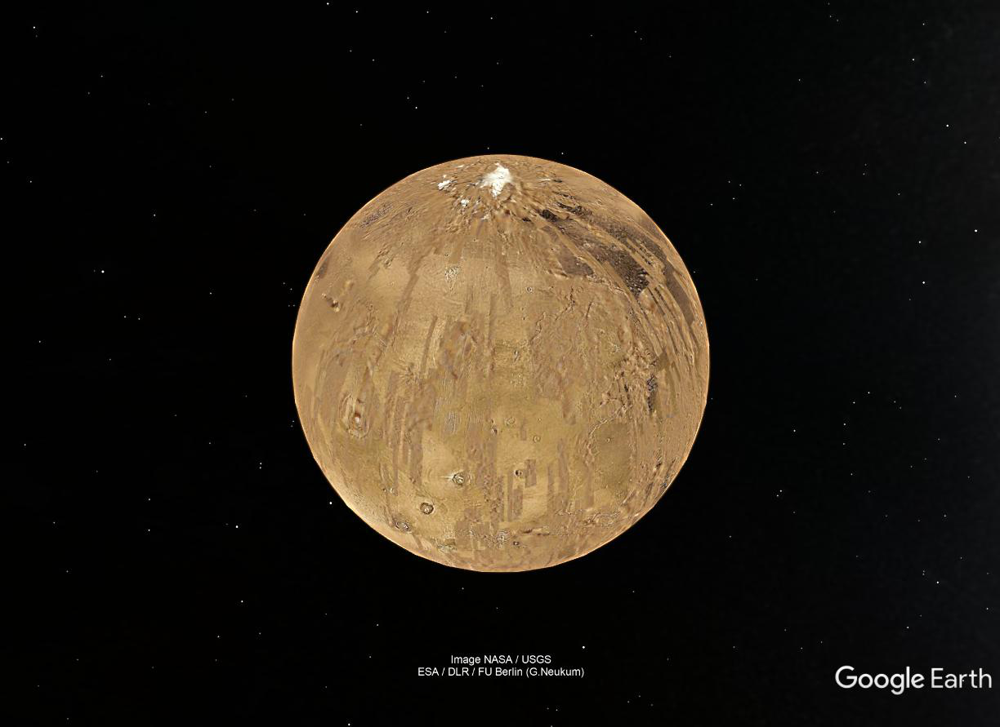 Image NASA / USGS
ESA / DLR / FU Berlin (G.Neukum)
Google Earth